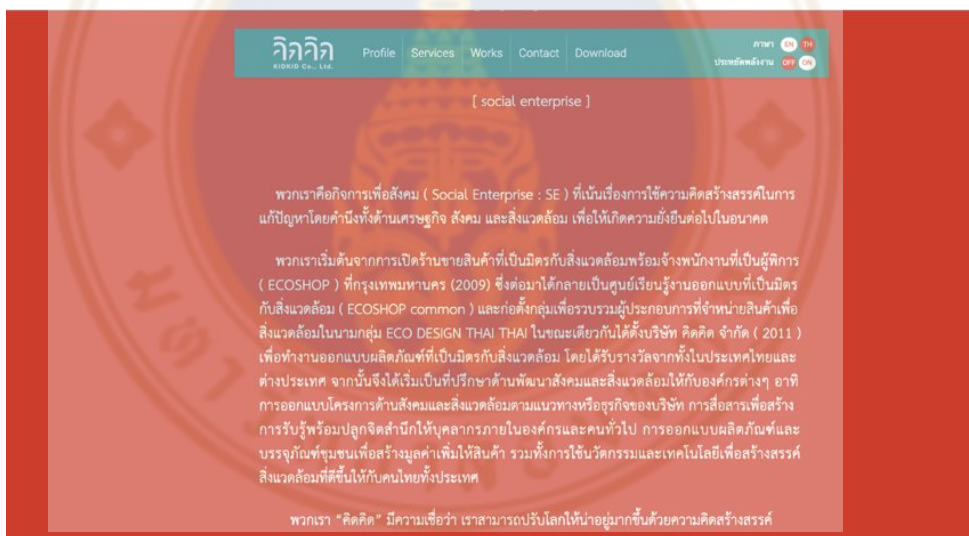 คิดคิด
KIDKID Co., Ltd.
Profile Services Works Contact Download
ภาษา EN TH
ประหยัดพลังงาน OFF ON
[ social enterprise ]
พวกเราคือกิจการเพื่อสังคม ( Social Enterprise : SE ) ที่เน้นเรื่องการใช้ความคิดสร้างสรรค์ในการ
แก้ปัญหาโดยคำนึงทั้งด้านเศรษฐกิจ สังคม และสิ่งแวดล้อม เพื่อให้เกิดความยั่งยืนต่อไปในอนาคต
พวกเราเริ่มต้นจากการเปิดร้านขายสินค้าที่เป็นมิตรกับสิ่งแวดล้อมพร้อมจ้างพนักงานที่เป็นผู้พิการ
( ECOSHOP ) ที่กรุงเทพมหานคร (2009) ซึ่งต่อมาได้กลายเป็นศูนย์เรียนรู้งานออกแบบที่เป็นมิตร
กับสิ่งแวดล้อม ( ECOSHOP common ) และก่อตั้งกลุ่มเพื่อรวบรวมผู้ประกอบการที่จำหน่ายสินค้าเพื่อ
สิ่งแวดล้อมในนามกลุ่ม ECO DESIGN THAI THAI ในขณะเดียวกันได้ตั้งบริษัท คิดคิด จำกัด ( 2011 )
เพื่อทำงานออกแบบผลิตภัณฑ์ที่เป็นมิตรกับสิ่งแวดล้อม โดยได้รับรางวัลจากทั้งในประเทศไทยและ
ต่างประเทศ จากนั้นจึงได้เริ่มเป็นที่ปรึกษาด้านพัฒนาสังคมและสิ่งแวดล้อมให้กับองค์กรต่างๆ อาทิ
การออกแบบโครงการด้านสังคมและสิ่งแวดล้อมตามแนวทางหรือธุรกิจของบริษัท การสื่อสารเพื่อสร้าง
การรับรู้พร้อมปลูกจิตสำนึกให้บุคลากรภายในองค์กรและคนทั่วไป การออกแบบผลิตภัณฑ์และ
บรรจุภัณฑ์ชุมชนเพื่อสร้างมูลค่าเพิ่มให้สินค้า รวมทั้งการใช้นวัตกรรมและเทคโนโลยีเพื่อสร้างสรรค์
สิ่งแวดล้อมที่ดีขึ้นให้กับคนไทยทั้งประเทศ
พวกเรา “คิดคิด” มีความเชื่อว่า เราสามารถปรับโลกให้น่าอยู่มากขึ้นด้วยความคิดสร้างสรรค์